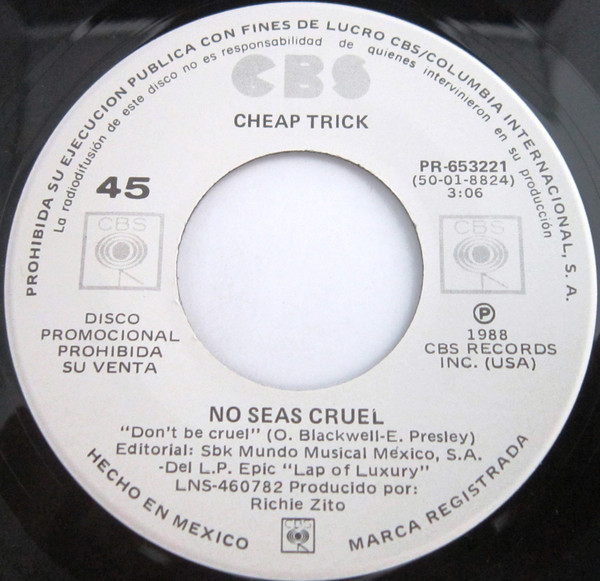 PROHIBIDA SU EJECUCION PUBLICA CON FINES DE LUCRO CBS/COLUMBIA INTERNACIONAL, S. A.
La radiodifusión de este disco no es responsabilidad de quienes intervinieron en su producción
CBS
CHEAP TRICK
45
PR-653221
(50-01-8824)
3:06
CBS
CBS
DISCO
PROMOCIONAL
PROHIBIDA
SU VENTA
℗
1988
CBS RECORDS
INC. (USA)
NO SEAS CRUEL
"Don't be cruel" (O. Blackwell-E. Presley)
Editorial: Sbk Mundo Musical México, S.A.
-Del L.P. Epic "Lap of Luxury"
LNS-460782 Producido por:
Richie Zito
HECHO EN MEXICO
CBS
MARCA REGISTRADA